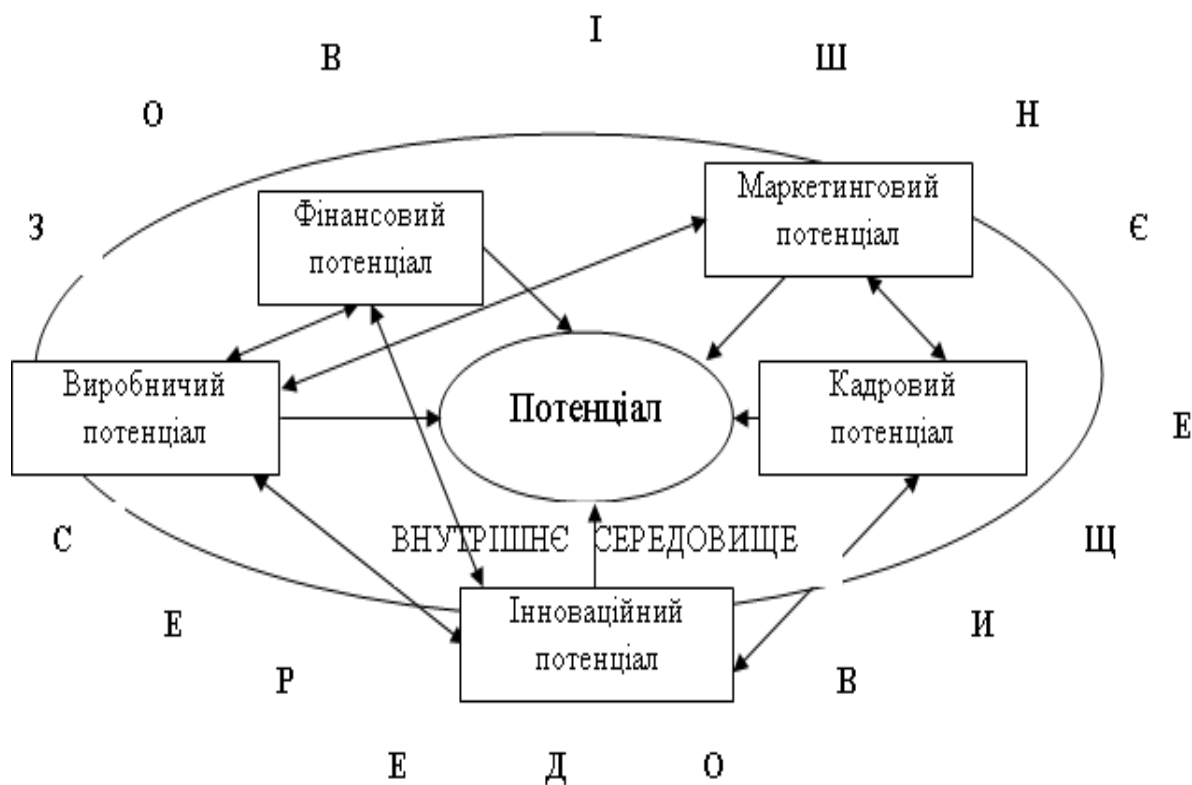 З О В І Ш Н Є
Фінансовий
потенціал
Маркетинговий
потенціал
Виробничий
потенціал
Потенціал
Кадровий
потенціал
ВНУТРІШНЄ СЕРЕДОВИЩЕ
Інноваційний
потенціал
С Е Р Е Д О В И Щ Е